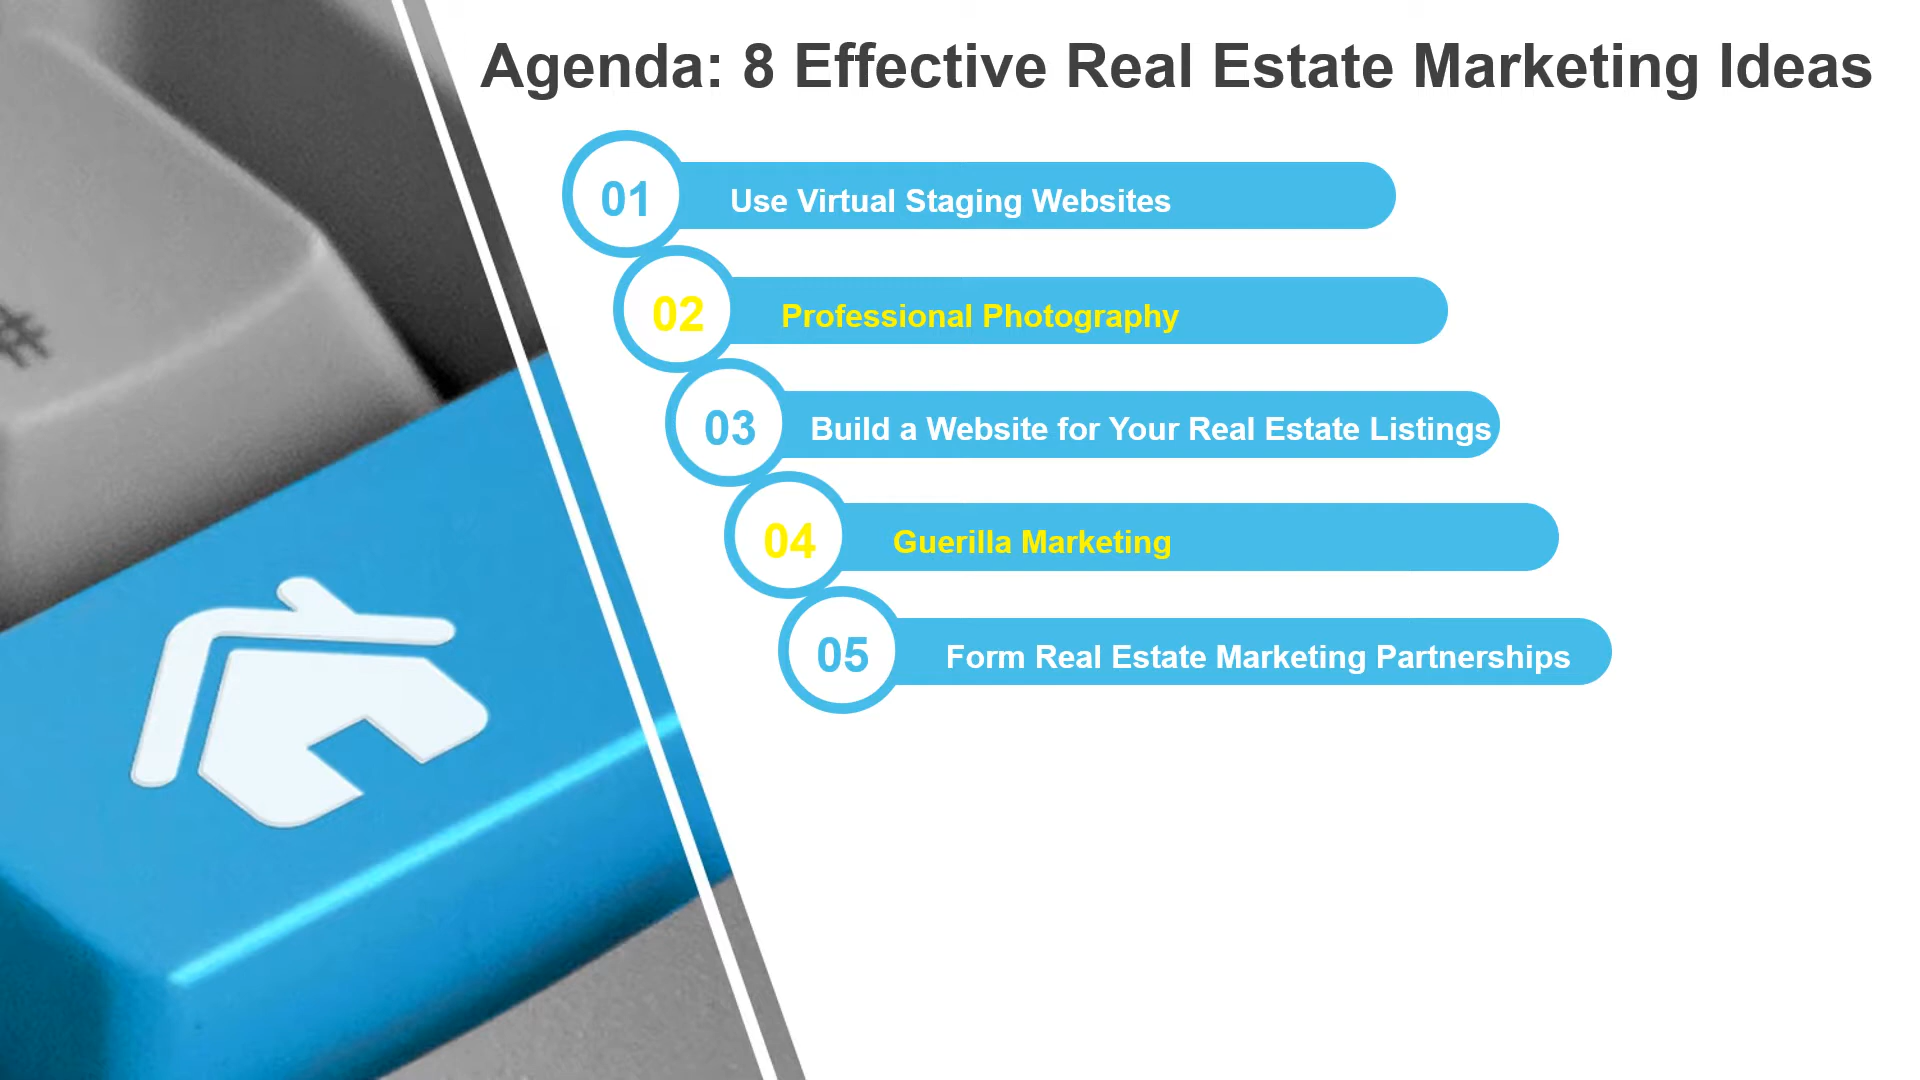 Agenda: 8 Effective Real Estate Marketing Ideas
01 Use Virtual Staging Websites
02 Professional Photography
03 Build a Website for Your Real Estate Listings
04 Guerilla Marketing
05 Form Real Estate Marketing Partnerships
#